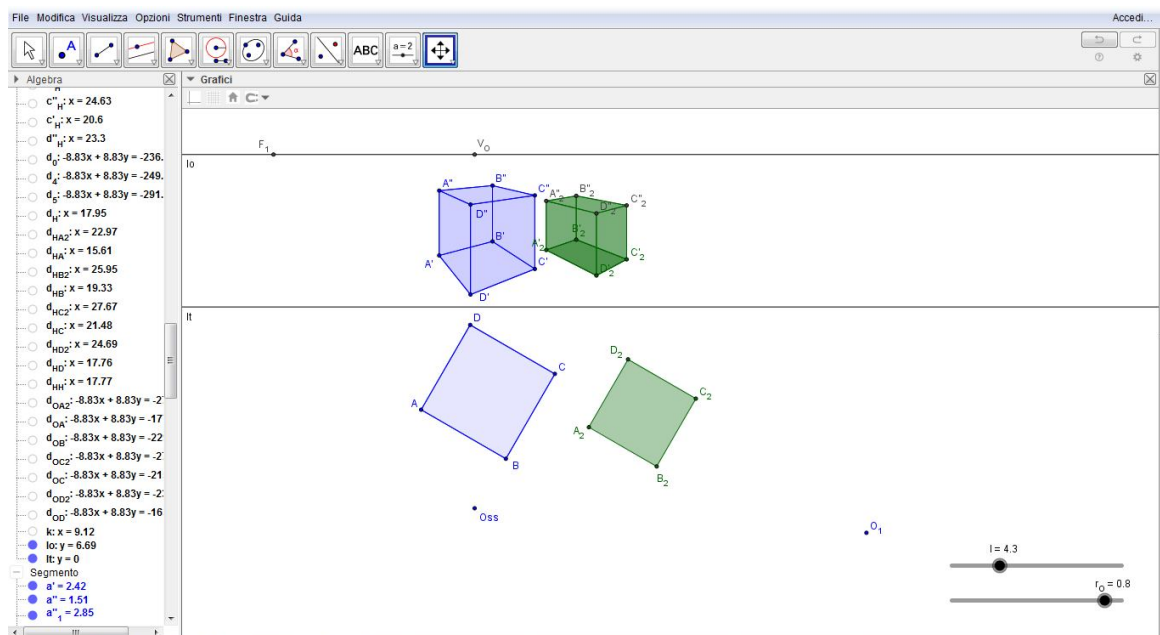 File Modifica Visualizza Opzioni Strumenti Finestra Guida Accedi...
A ABC a=2
Algebra
Grafici
H
c"H: x = 24.63
c'H: x = 20.6
d"H: x = 23.3
d0: -8.83x + 8.83y = -236.
d4: -8.83x + 8.83y = -249.
d5: -8.83x + 8.83y = -291.
dH: x = 17.95
dHA2: x = 22.97
dHA: x = 15.61
dHB2: x = 25.95
dHB: x = 19.33
dHC2: x = 27.67
dHC: x = 21.48
dHD2: x = 24.69
dHD: x = 17.76
dHH: x = 17.77
dOA2: -8.83x + 8.83y = -2
dOA: -8.83x + 8.83y = -17
dOB: -8.83x + 8.83y = -22
dOC2: -8.83x + 8.83y = -2
dOC: -8.83x + 8.83y = -21
dOD2: -8.83x + 8.83y = -2
dOD: -8.83x + 8.83y = -16
k: x = 9.12
lo: y = 6.69
lt: y = 0
Segmento
a' = 2.42
a" = 1.51
a"1 = 2.85
F1
VO
lo
A"
B"
C"
D"
A"2
B"2
C"2
D"2
B'
A'
C'
D'
B'2
A'2
C'2
D'2
lt
D
C
A
B
D2
C2
A2
B2
Oss
O1
l = 4.3
rO = 0.8